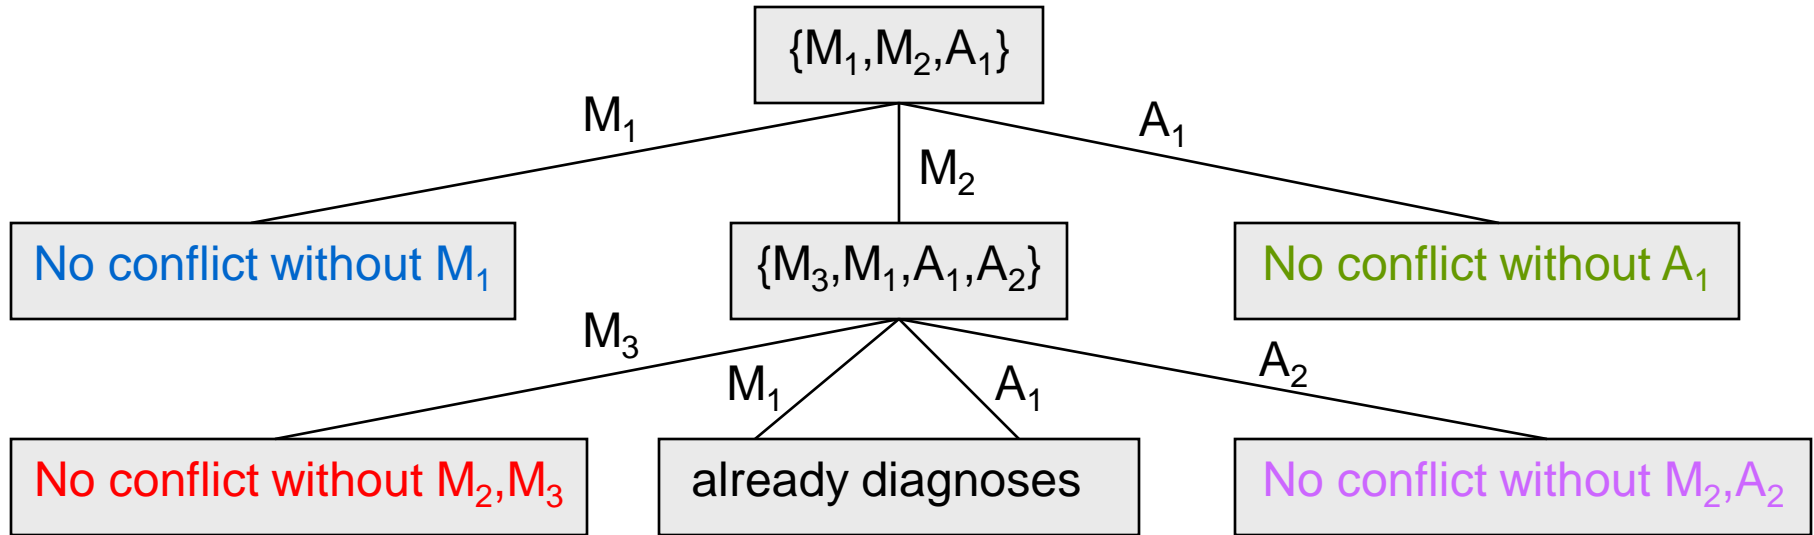 {M₁,M₂,A₁}
M₁
M₂
A₁
No conflict without M₁
{M₃,M₁,A₁,A₂}
No conflict without A₁
M₃
M₁
A₁
A₂
No conflict without M₂,M₃
already diagnoses
No conflict without M₂,A₂